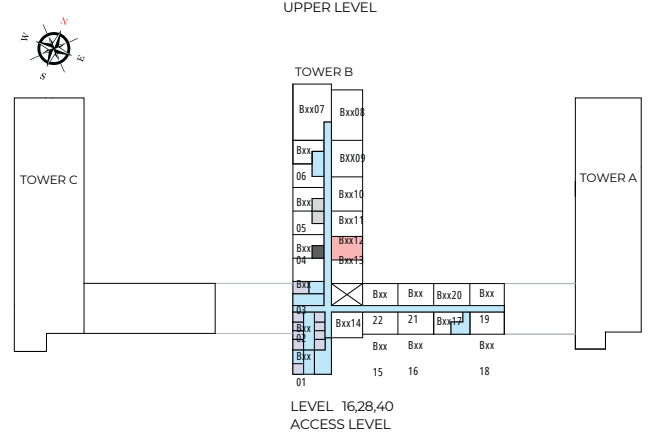 UPPER LEVEL
N
W
E
S
TOWER B
Bxx07
Bxx08
Bxx
06
BXX09
TOWER C
TOWER A
Bxx10
Bxx
05
Bxx11
Bxx12
Bxx
04
Bxx13
Bxx
03
Bxx
22
Bxx
21
Bxx20
Bxx
19
Bxx
02
Bxx14
Bxx17
Bxx
01
Bxx
15
Bxx
16
Bxx
18
LEVEL 16,28,40
ACCESS LEVEL